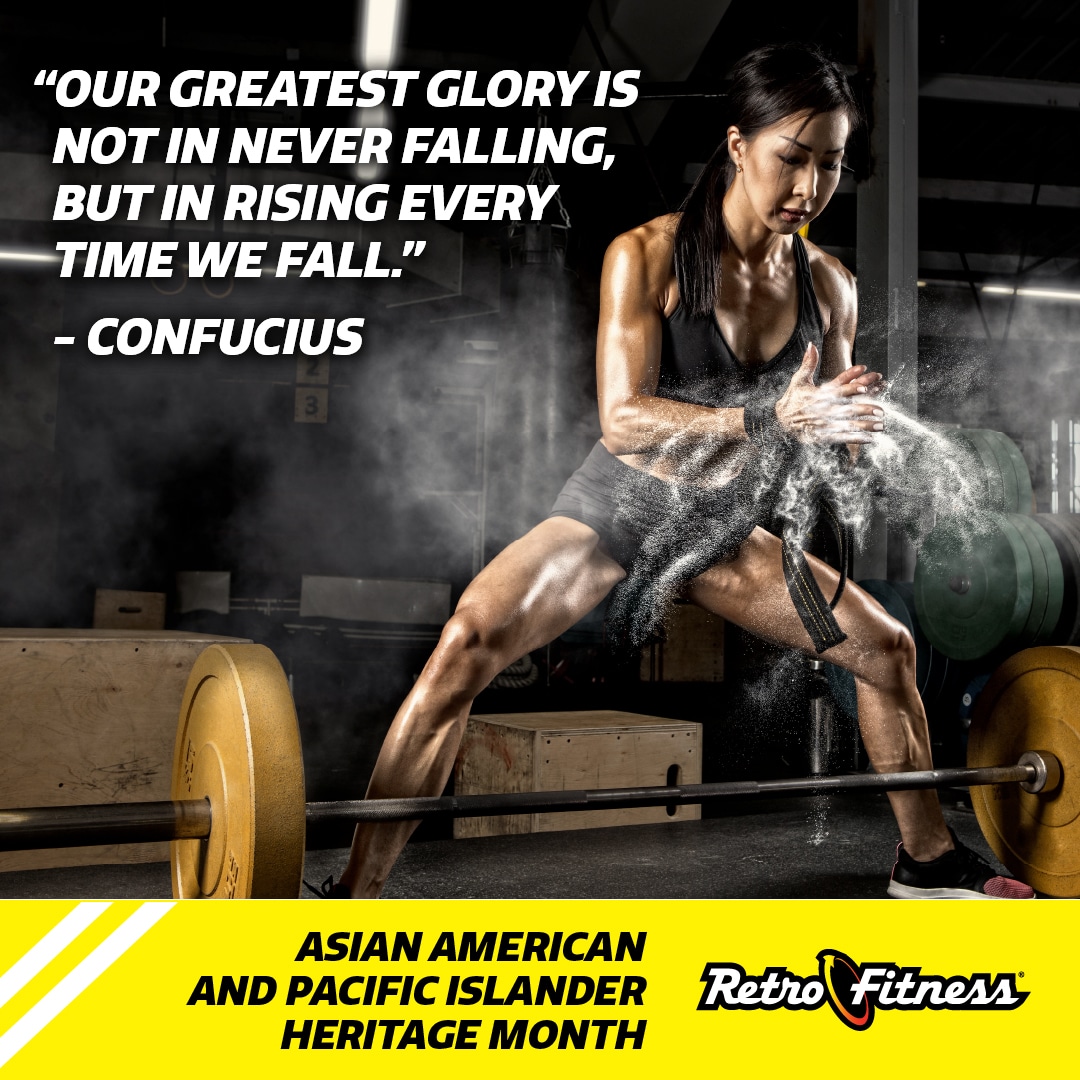 “OUR GREATEST GLORY IS
NOT IN NEVER FALLING,
BUT IN RISING EVERY
TIME WE FALL.”
- CONFUCIUS
2
3
ASIAN AMERICAN
AND PACIFIC ISLANDER
HERITAGE MONTH
Retro Fitness®